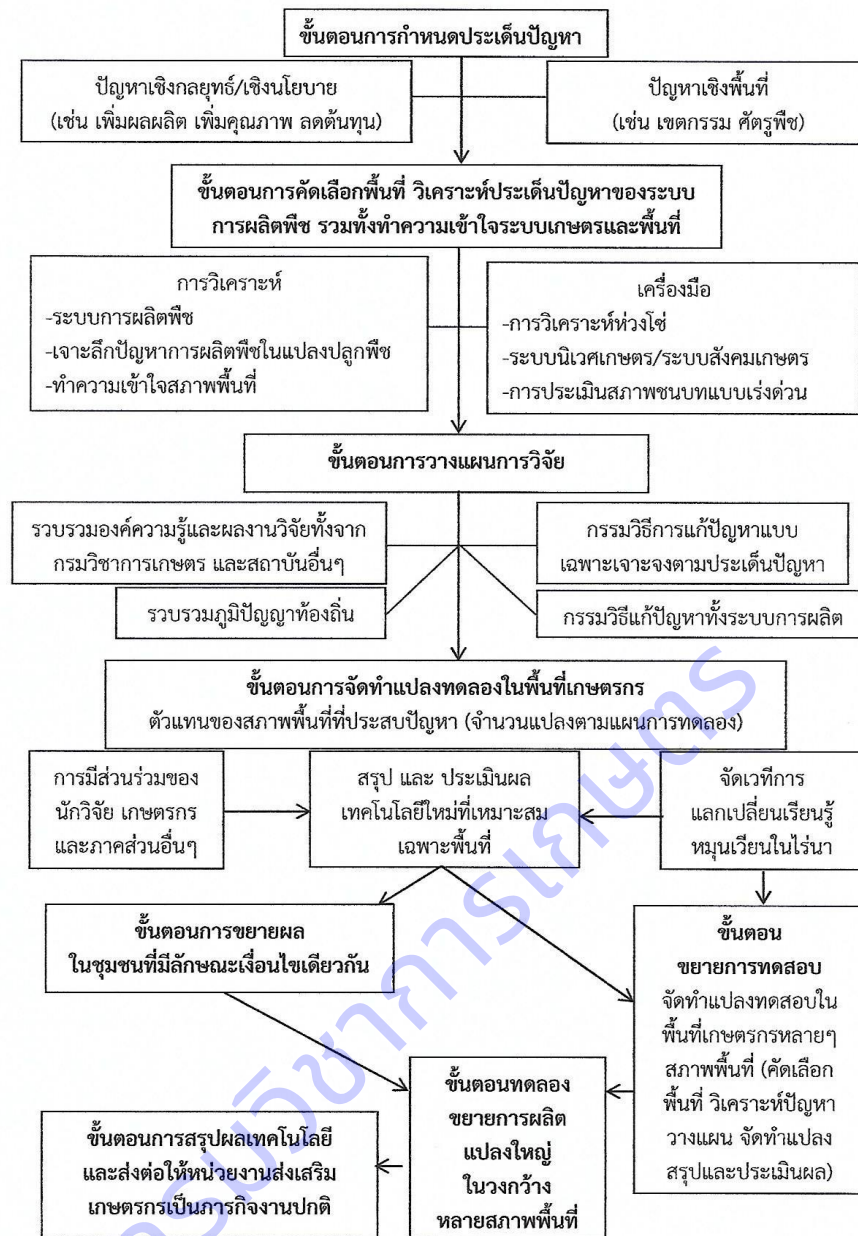 ขั้นตอนการกำหนดประเด็นปัญหา
ปัญหาเชิงกลยุทธ์/เชิงนโยบาย
(เช่น เพิ่มผลผลิต เพิ่มคุณภาพ ลดต้นทุน)
ปัญหาเชิงพื้นที่
(เช่น เขตกรรม ศัตรูพืช)
ขั้นตอนการคัดเลือกพื้นที่ วิเคราะห์ประเด็นปัญหาของระบบ
การผลิตพืช รวมทั้งทำความเข้าใจระบบเกษตรและพื้นที่
การวิเคราะห์
-ระบบการผลิตพืช
-เจาะลึกปัญหาการผลิตพืชในแปลงปลูกพืช
-ทำความเข้าใจสภาพพื้นที่
เครื่องมือ
-การวิเคราะห์ห่วงโซ่
-ระบบนิเวศเกษตร/ระบบสังคมเกษตร
-การประเมินสภาพชนบทแบบเร่งด่วน
ขั้นตอนการวางแผนการวิจัย
รวบรวมองค์ความรู้และผลงานวิจัยทั้งจาก
กรมวิชาการเกษตร และสถาบันอื่นๆ
กรรมวิธีการแก้ปัญหาแบบ
เฉพาะเจาะจงตามประเด็นปัญหา
รวบรวมภูมิปัญญาท้องถิ่น
กรรมวิธีแก้ปัญหาทั้งระบบการผลิต
ขั้นตอนการจัดทำแปลงทดลองในพื้นที่เกษตรกร
ตัวแทนของสภาพพื้นที่ที่ประสบปัญหา (จำนวนแปลงตามแผนการทดลอง)
การมีส่วนร่วมของ
นักวิจัย เกษตรกร
และภาคส่วนอื่นๆ
สรุป และ ประเมินผล
เทคโนโลยีใหม่ที่เหมาะสม
เฉพาะพื้นที่
จัดเวทีการ
แลกเปลี่ยนเรียนรู้
หมุนเวียนในไร่นา
ขั้นตอนการขยายผล
ในชุมชนที่มีลักษณะเงื่อนไขเดียวกัน
ขั้นตอน
ขยายการทดสอบ
จัดทำแปลงทดสอบใน
พื้นที่เกษตรกรหลายๆ
สภาพพื้นที่ (คัดเลือก
พื้นที่ วิเคราะห์ปัญหา
วางแผน จัดทำแปลง
สรุปและประเมินผล)
ขั้นตอนทดลอง
ขยายการผลิต
แปลงใหญ่
ในวงกว้าง
หลายสภาพพื้นที่
ขั้นตอนการสรุปผลเทคโนโลยี
และส่งต่อให้หน่วยงานส่งเสริม
เกษตรกรเป็นภารกิจงานปกติ
กรมวิชาการเกษตร